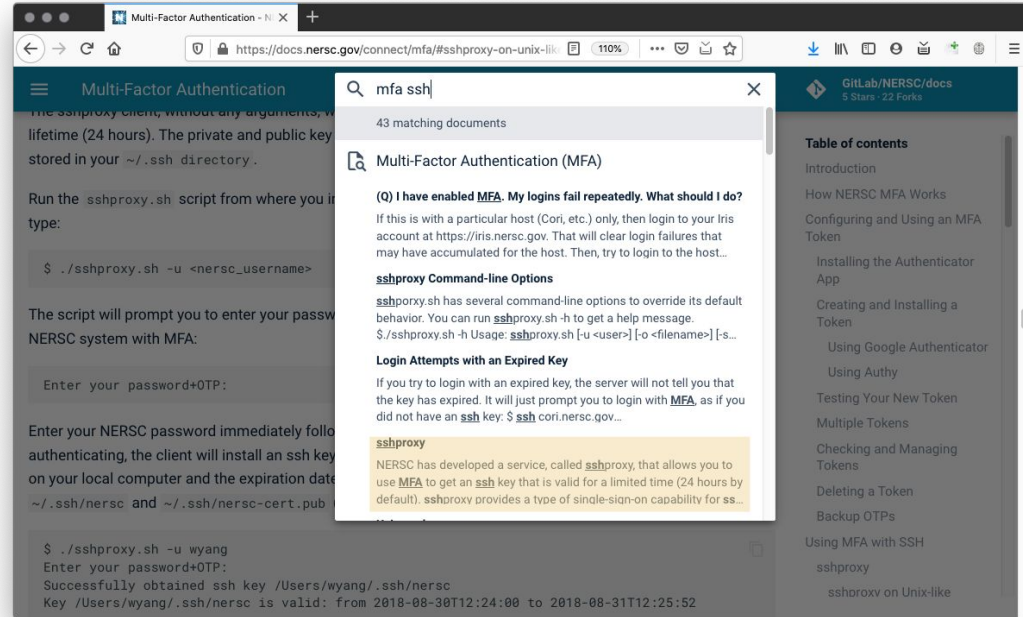 Multi-Factor Authentication - N
https://docs.nersc.gov/connect/mfa/#sshproxy-on-unix-lik
110%
Multi-Factor Authentication
mfa ssh
GitLab/NERSC/docs
5 Stars · 22 Forks
43 matching documents
Multi-Factor Authentication (MFA)
(Q) I have enabled MFA. My logins fail repeatedly. What should I do?
If this is with a particular host (Cori, etc.) only, then login to your Iris
account at https://iris.nersc.gov. That will clear login failures that
may have accumulated for the host. Then, try to login to the host...
sshproxy Command-line Options
sshporxy.sh has several command-line options to override its default
behavior. You can run sshproxy.sh -h to get a help message.
$./sshproxy.sh -h Usage: sshproxy.sh [-u <user>] [-o <filename>] [-s...
Login Attempts with an Expired Key
If you try to login with an expired key, the server will not tell you that
the key has expired. It will just prompt you to login with MFA, as if you
did not have an ssh key: $ ssh cori.nersc.gov...
sshproxy
NERSC has developed a service, called sshproxy, that allows you to
use MFA to get an ssh key that is valid for a limited time (24 hours by
default). sshproxy provides a type of single-sign-on capability for ss...
The sshproxy client, without any arguments, w
lifetime (24 hours). The private and public key
stored in your ~/.ssh directory.
Run the sshproxy.sh script from where you i
type:
$ ./sshproxy.sh -u <nersc_username>
The script will prompt you to enter your passw
NERSC system with MFA:
Enter your password+OTP:
Enter your NERSC password immediately follo
authenticating, the client will install an ssh key
on your local computer and the expiration date
~/.ssh/nersc and ~/.ssh/nersc-cert.pub
$ ./sshproxy.sh -u wyang
Enter your password+OTP:
Successfully obtained ssh key /Users/wyang/.ssh/nersc
Key /Users/wyang/.ssh/nersc is valid: from 2018-08-30T12:24:00 to 2018-08-31T12:25:52
Table of contents
Introduction
How NERSC MFA Works
Configuring and Using an MFA
Token
Installing the Authenticator
App
Creating and Installing a
Token
Using Google Authenticator
Using Authy
Testing Your New Token
Multiple Tokens
Checking and Managing
Tokens
Deleting a Token
Backup OTPs
Using MFA with SSH
sshproxy
sshproxy on Unix-like